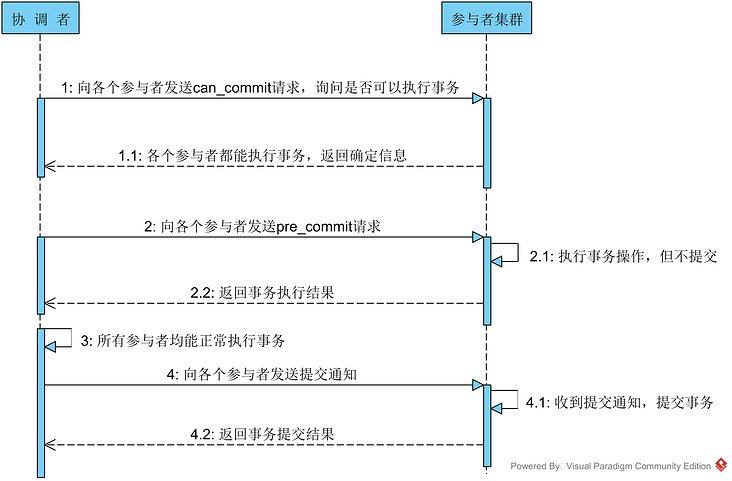 协 调 者
参与者集群
1: 向各个参与者发送can_commit请求，询问是否可以执行事务
1.1: 各个参与者都能执行事务，返回确定信息
2: 向各个参与者发送pre_commit请求
2.1: 执行事务操作，但不提交
2.2: 返回事务执行结果
3: 所有参与者均能正常执行事务
4: 向各个参与者发送提交通知
4.1: 收到提交通知，提交事务
4.2: 返回事务提交结果
Powered By Visual Paradigm Community Edition